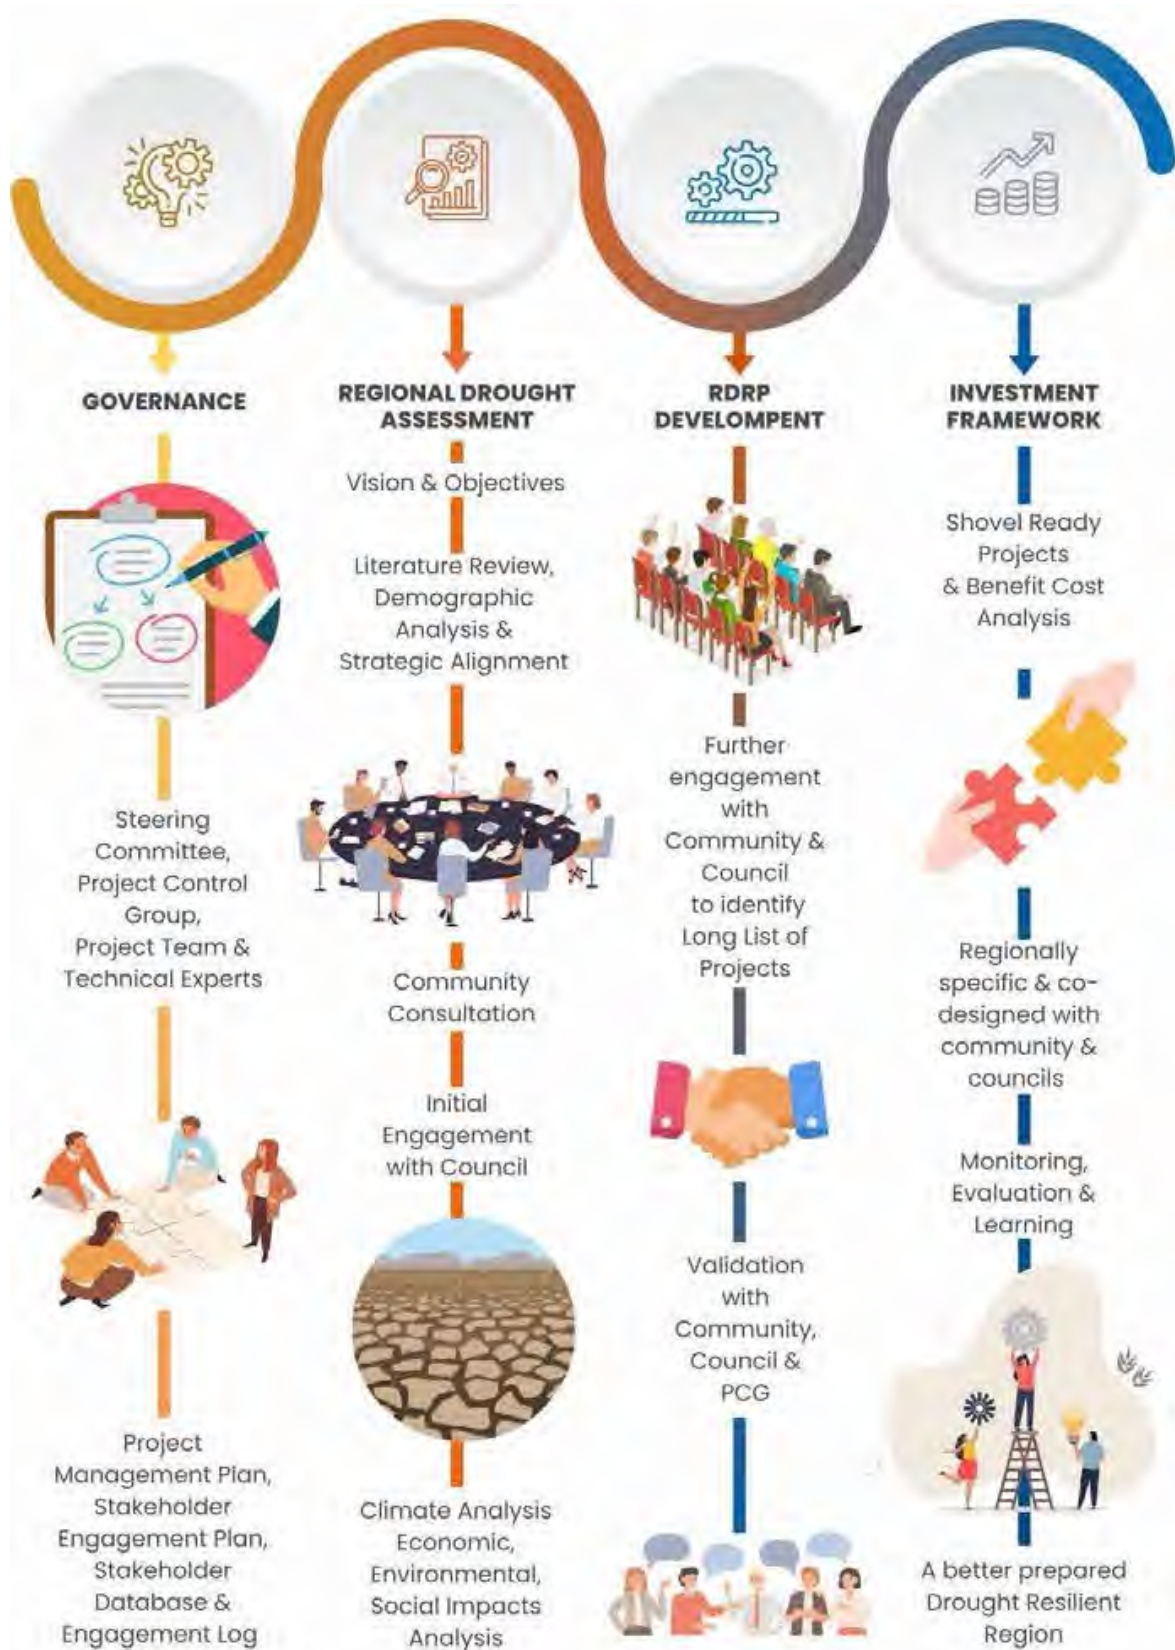 GOVERNANCE
Steering
Committee,
Project Control
Group,
Project Team &
Technical Experts
Project
Management Plan,
Stakeholder
Engagement Plan,
Stakeholder
Database &
Engagement Log
REGIONAL DROUGHT
ASSESSMENT
Vision & Objectives
Literature Review,
Demographic
Analysis &
Strategic Alignment
Community
Consultation
Initial
Engagement
with Council
Climate Analysis
Economic,
Environmental,
Social Impacts
Analysis
RDRP
DEVELOMPENT
Further
engagement
with
Community &
Council
to identify
Long List of
Projects
Validation
with
Community,
Council &
PCG
INVESTMENT
FRAMEWORK
Shovel Ready
Projects
& Benefit Cost
Analysis
Regionally
specific & co-
designed with
community &
councils
Monitoring,
Evaluation &
Learning
A better prepared
Drought Resilient
Region